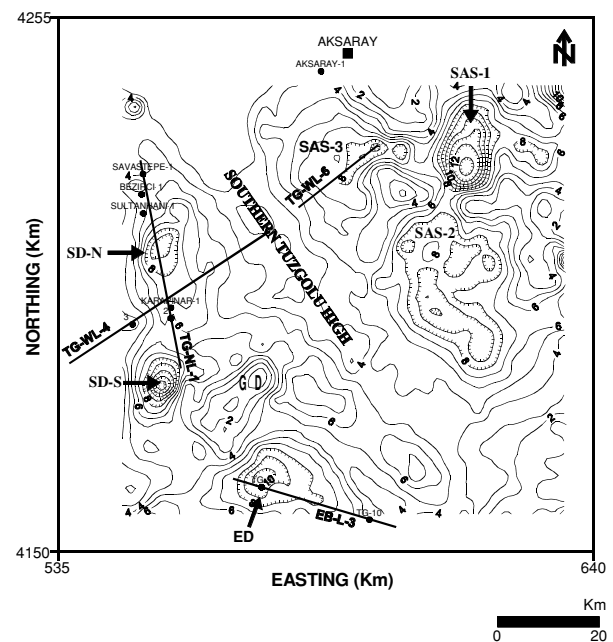 4255
AKSARAY
AKSARAY-1
N
SAS-1
SAS-3
SAVASTEPE-1
BEZIRCI 1
SULTANHANI-1
TG-WL-6
SOUTHERN TUZGOLU HIGH
SAS-2
SD-N
KARAPINAR-1
2
3
TG-WL-4
TG-WL-1
SD-S
G D
TG-10
EB-L-3
ED
NORTHING (Km)
4150
535
640
EASTING (Km)
Km
0 20